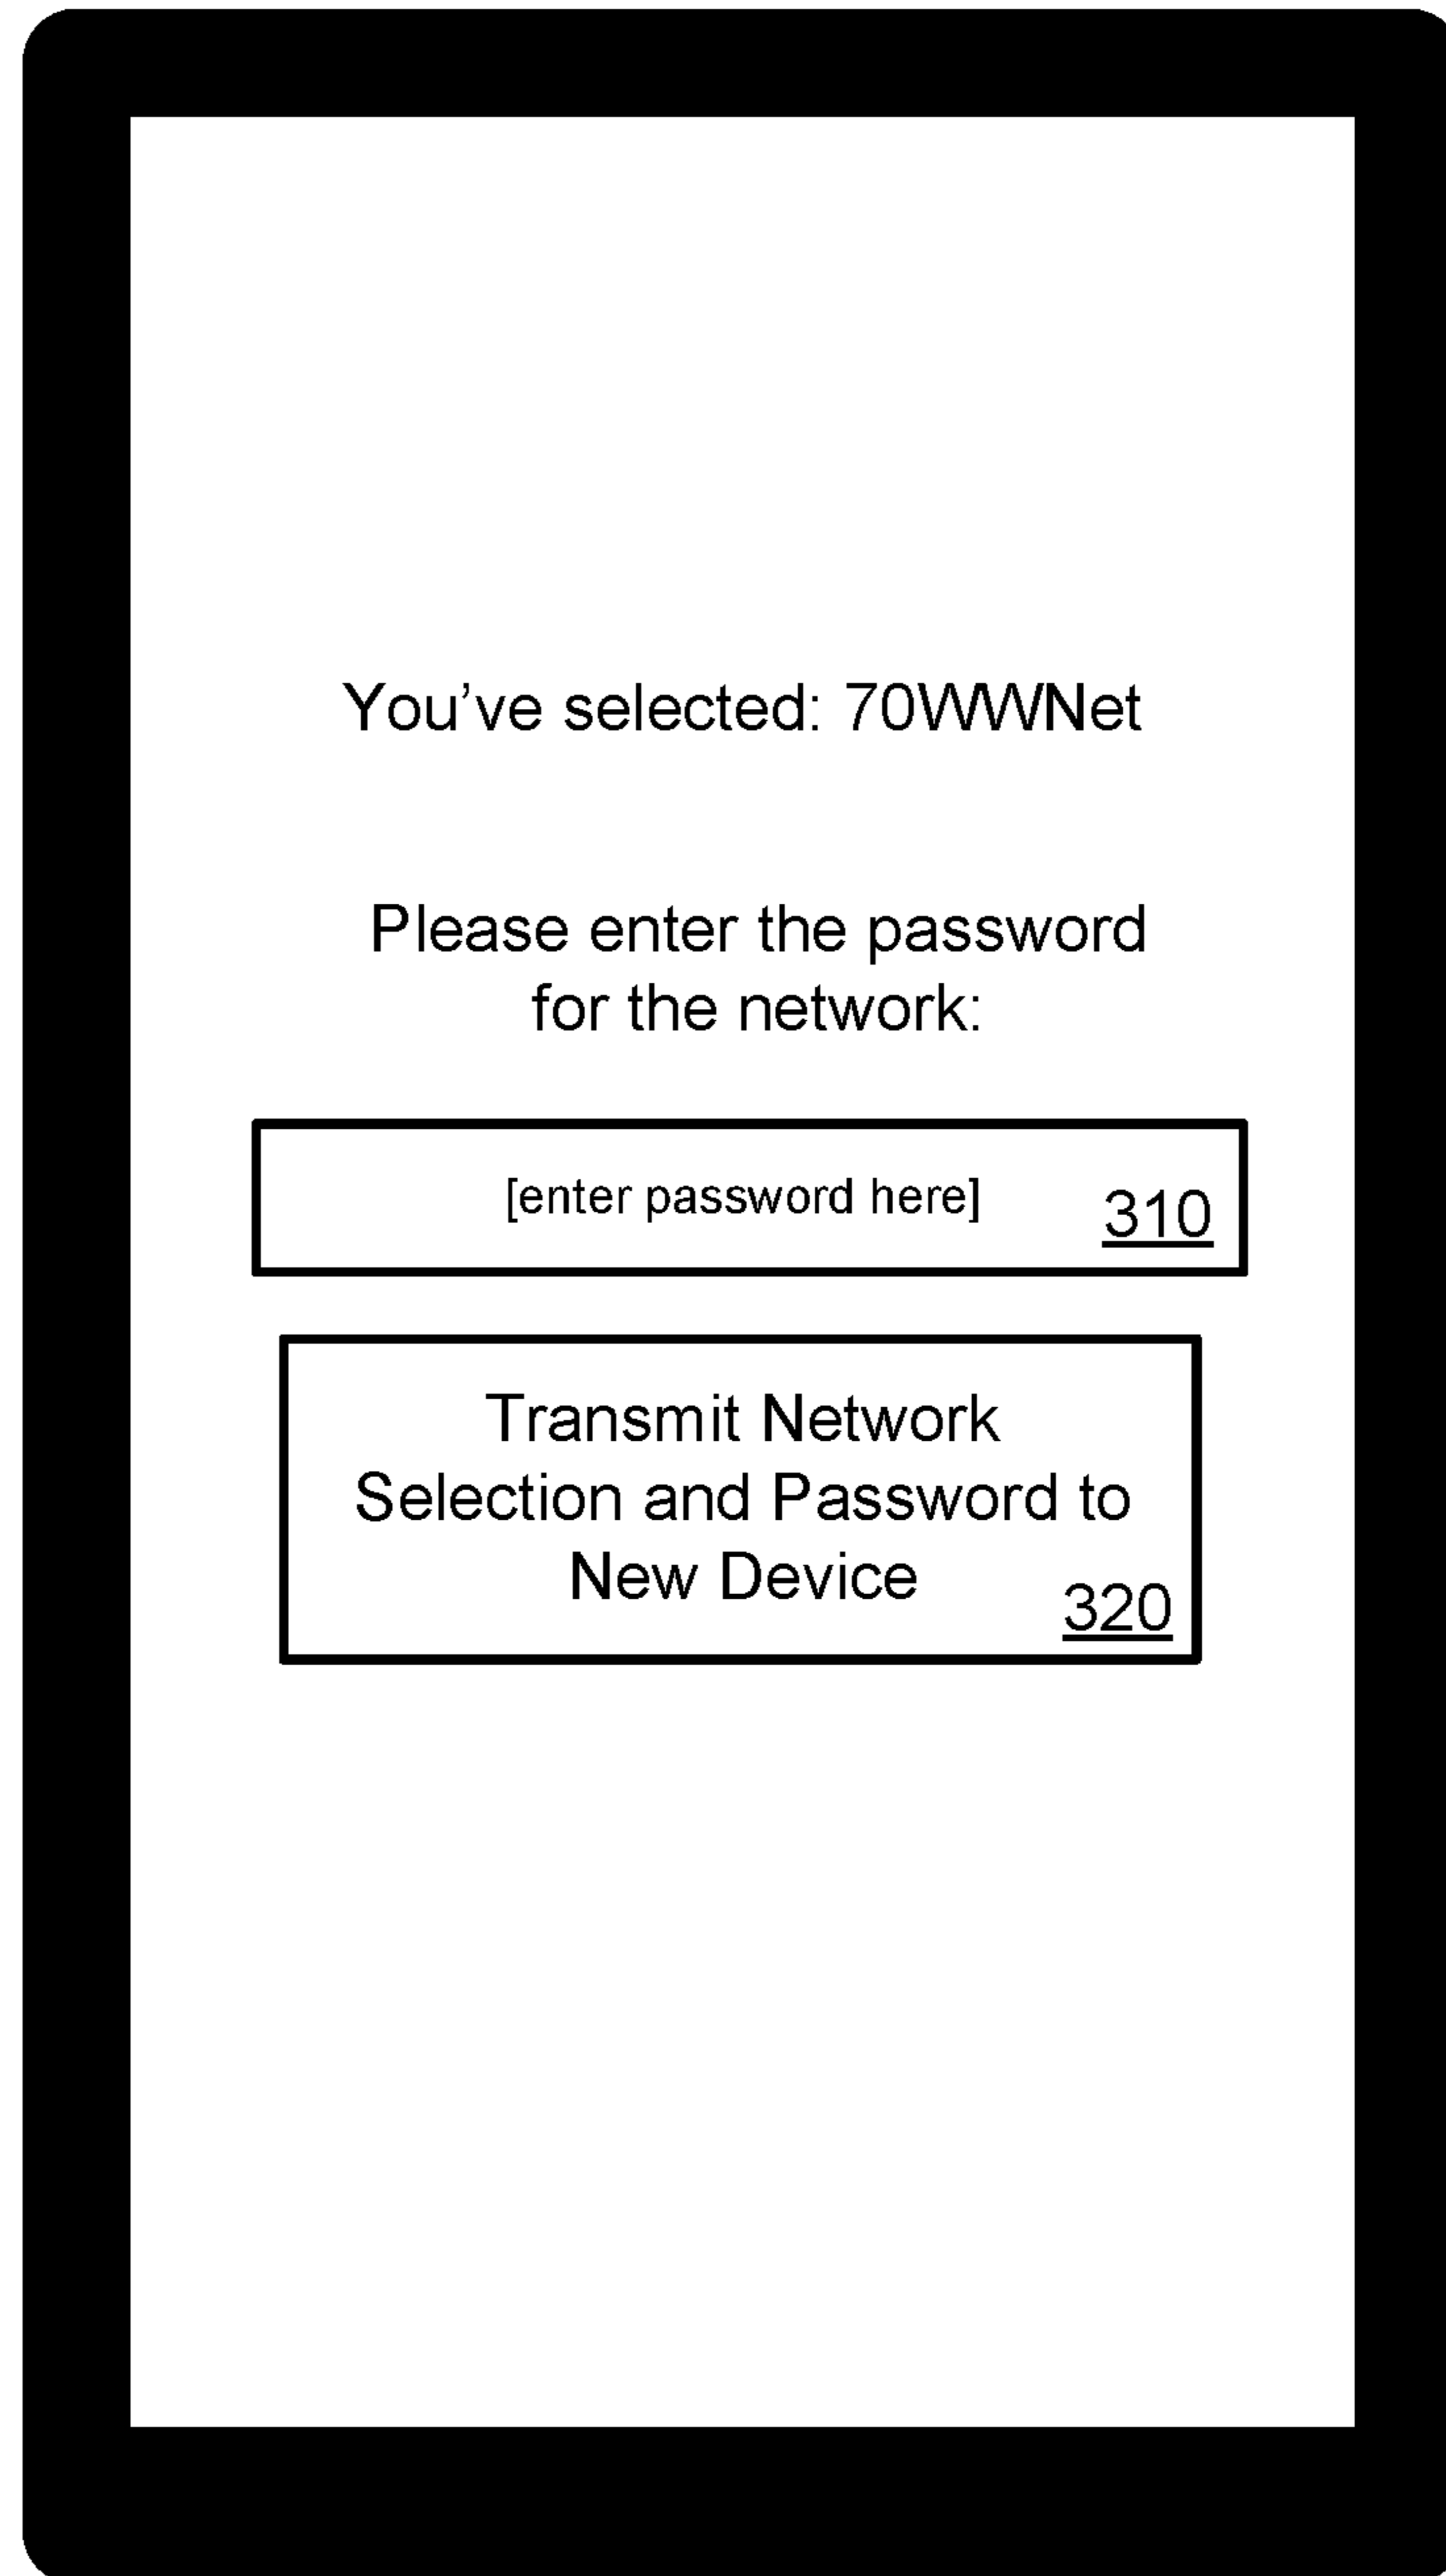 You've selected: 70WWNet
Please enter the password
for the network:
[enter password here]
310
Transmit Network
Selection and Password to
New Device
320